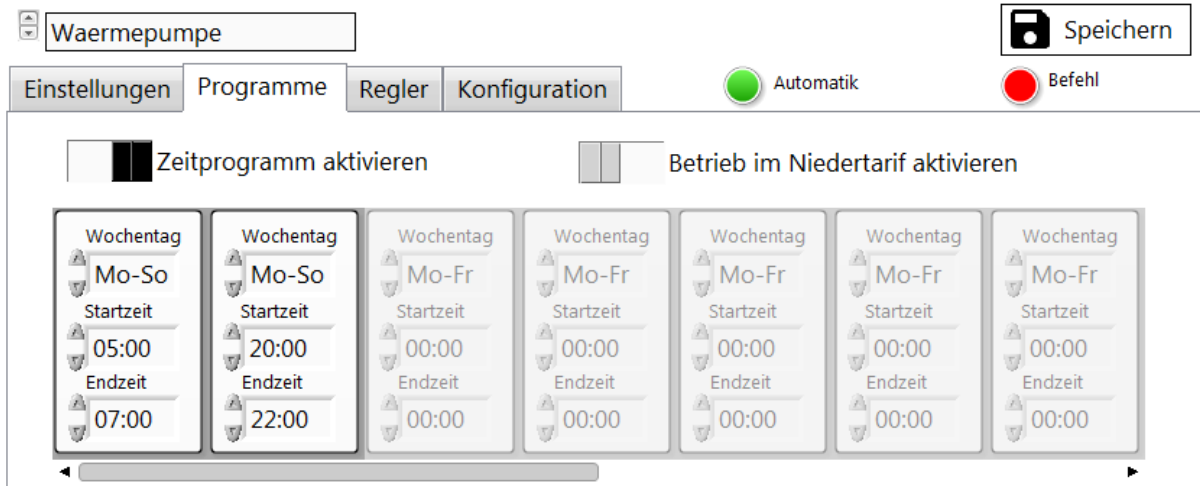 Waermepumpe
Speichern
Einstellungen Programme Regler Konfiguration Automatik Befehl
Zeitprogramm aktivieren Betrieb im Niedertarif aktivieren
Wochentag Wochentag Wochentag Wochentag Wochentag Wochentag Wochentag
Mo-So Mo-So Mo-Fr Mo-Fr Mo-Fr Mo-Fr Mo-Fr
Startzeit Startzeit Startzeit Startzeit Startzeit Startzeit Startzeit
05:00 20:00 00:00 00:00 00:00 00:00 00:00
Endzeit Endzeit Endzeit Endzeit Endzeit Endzeit Endzeit
07:00 22:00 00:00 00:00 00:00 00:00 00:00